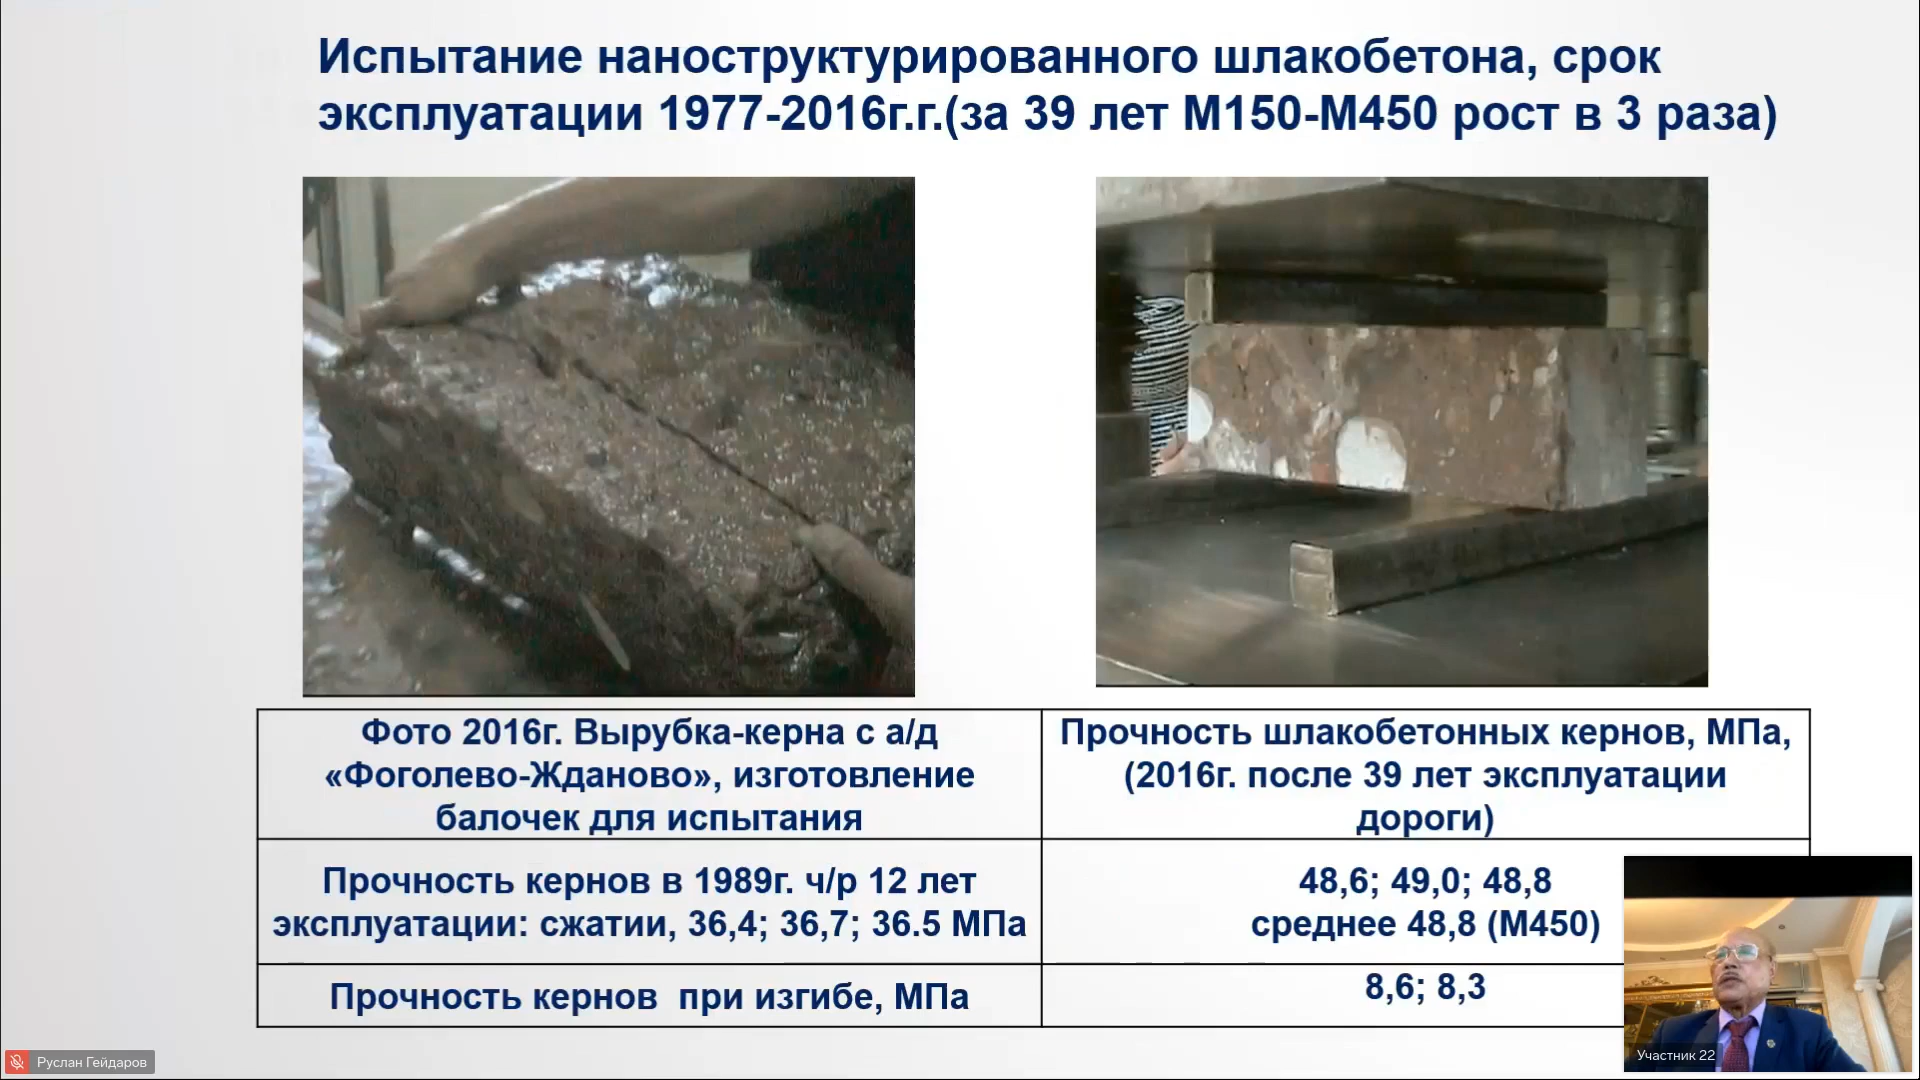 Испытание наноструктурированного шлакобетона, срок
эксплуатации 1977-2016г.г.(за 39 лет М150-М450 рост в 3 раза)
Фото 2016г. Вырубка-керна с а/д
«Фоголево-Жданово», изготовление
балочек для испытания
Прочность шлакобетонных кернов, МПа,
(2016г. после 39 лет эксплуатации
дороги)
Прочность кернов в 1989г. ч/р 12 лет
эксплуатации: сжатии, 36,4; 36,7; 36.5 МПа
48,6; 49,0; 48,8
среднее 48,8 (М450)
Прочность кернов при изгибе, МПа
8,6; 8,3
Руслан Гейдаров
Участник 22